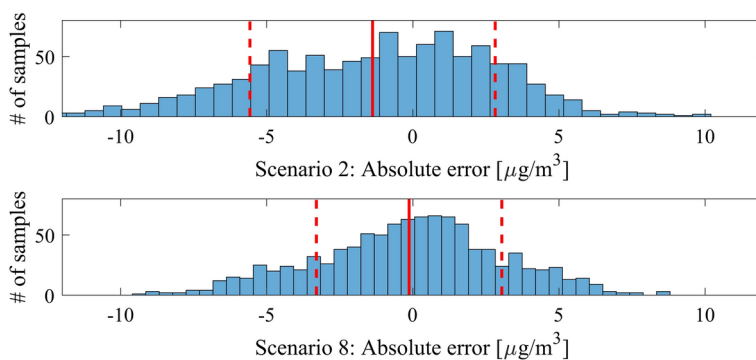 # of samples
50
0
-10 -5 0 5 10
Scenario 2: Absolute error [μg/m³]
# of samples
50
0
-10 -5 0 5 10
Scenario 8: Absolute error [μg/m³]